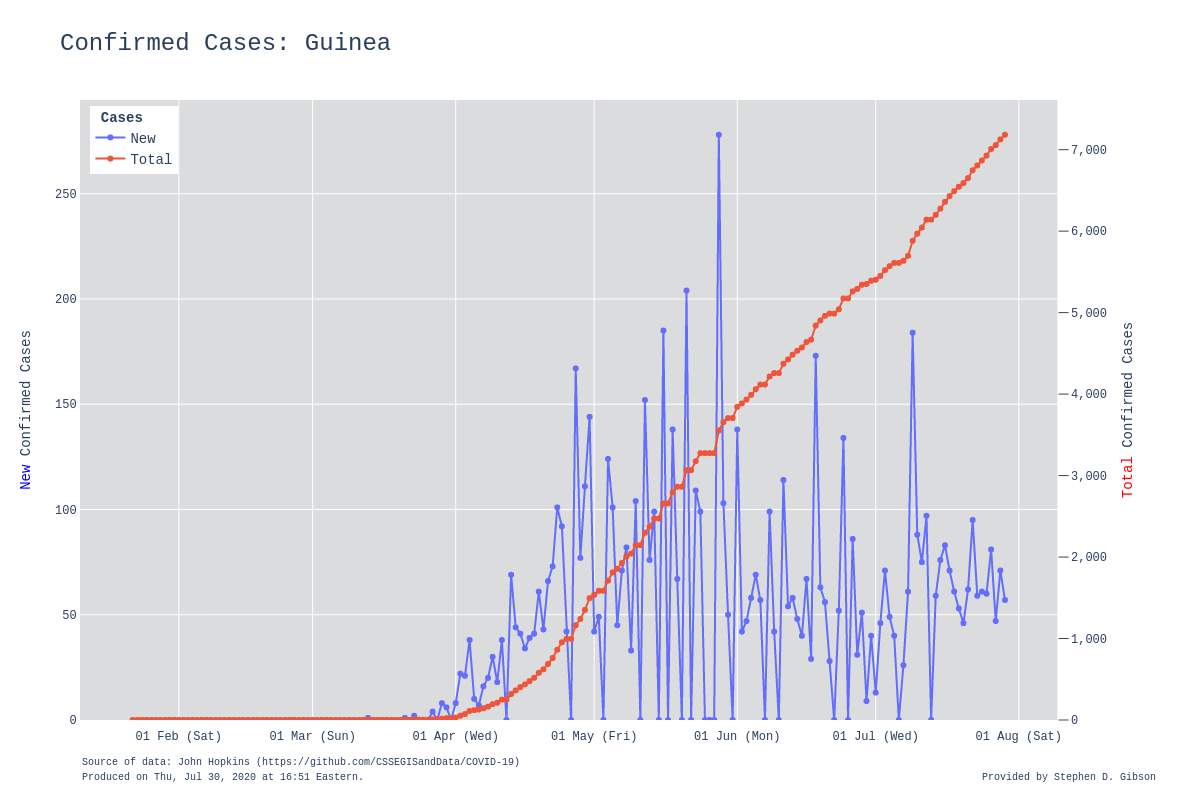 Confirmed Cases: Guinea
Cases
New
Total
250
200
150
100
50
0
7,000
6,000
5,000
4,000
3,000
2,000
1,000
0
New Confirmed Cases
Total Confirmed Cases
01 Feb (Sat)
01 Mar (Sun)
01 Apr (Wed)
01 May (Fri)
01 Jun (Mon)
01 Jul (Wed)
01 Aug (Sat)
Source of data: John Hopkins (https://github.com/CSSEGISandData/COVID-19)
Produced on Thu, Jul 30, 2020 at 16:51 Eastern.
Provided by Stephen D. Gibson